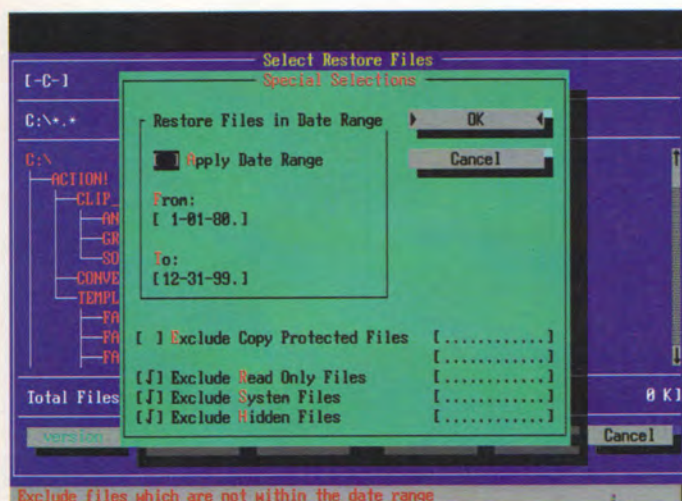 Select Restore Files
[-C-]
Special Selections
C:\*.*
Restore Files in Date Range
OK
[ ] Apply Date Range
Cancel
C:\
ACTION!
CLIP_
AN
GR
SO
CONVE
TEMPL
FA
FA
FA
From:
[ 1-01-80.]
To:
[12-31-99.]
[ ] Exclude Copy Protected Files [............]
[............]
[√] Exclude Read Only Files [............]
[√] Exclude System Files [............]
[√] Exclude Hidden Files [............]
Total Files
0 K]
Version
Cancel
Exclude files which are not within the date range